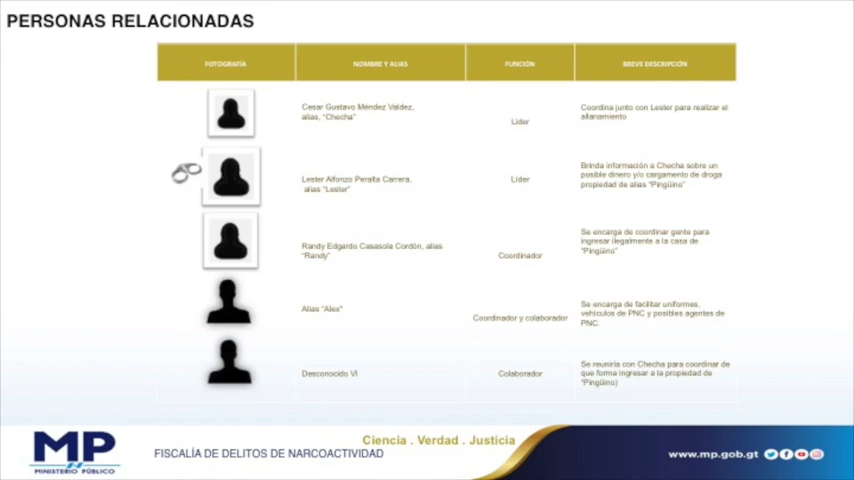 PERSONAS RELACIONADAS
FOTOGRAFÍA NOMBRE Y ALIAS FUNCIÓN BREVE DESCRIPCIÓN
Cesar Gustavo Méndez Valdez,
alias, "Checha"
Líder
Coordina junto con Lester para realizar el
allanamiento
Lester Alfonzo Peralta Carrera,
alias "Lester"
Líder
Brinda información a Checha sobre un
posible dinero y/o cargamento de droga
propiedad de alias "Pingüino"
Randy Edgardo Casasola Cordón, alias
"Randy"
Coordinador
Se encarga de coordinar gente para
ingresar ilegalmente a la casa de
"Pingüino"
Alias "Alex"
Coordinador y colaborador
Se encarga de facilitar uniformes,
vehículos de PNC y posibles agentes de
PNC.
Desconocido VI
Colaborador
Se reuniría con Checha para coordinar de
que forma ingresar a la propiedad de
"Pingüino)
MP
MINISTERIO PÚBLICO
Ciencia . Verdad . Justicia
FISCALÍA DE DELITOS DE NARCOACTIVIDAD
www.mp.gob.gt